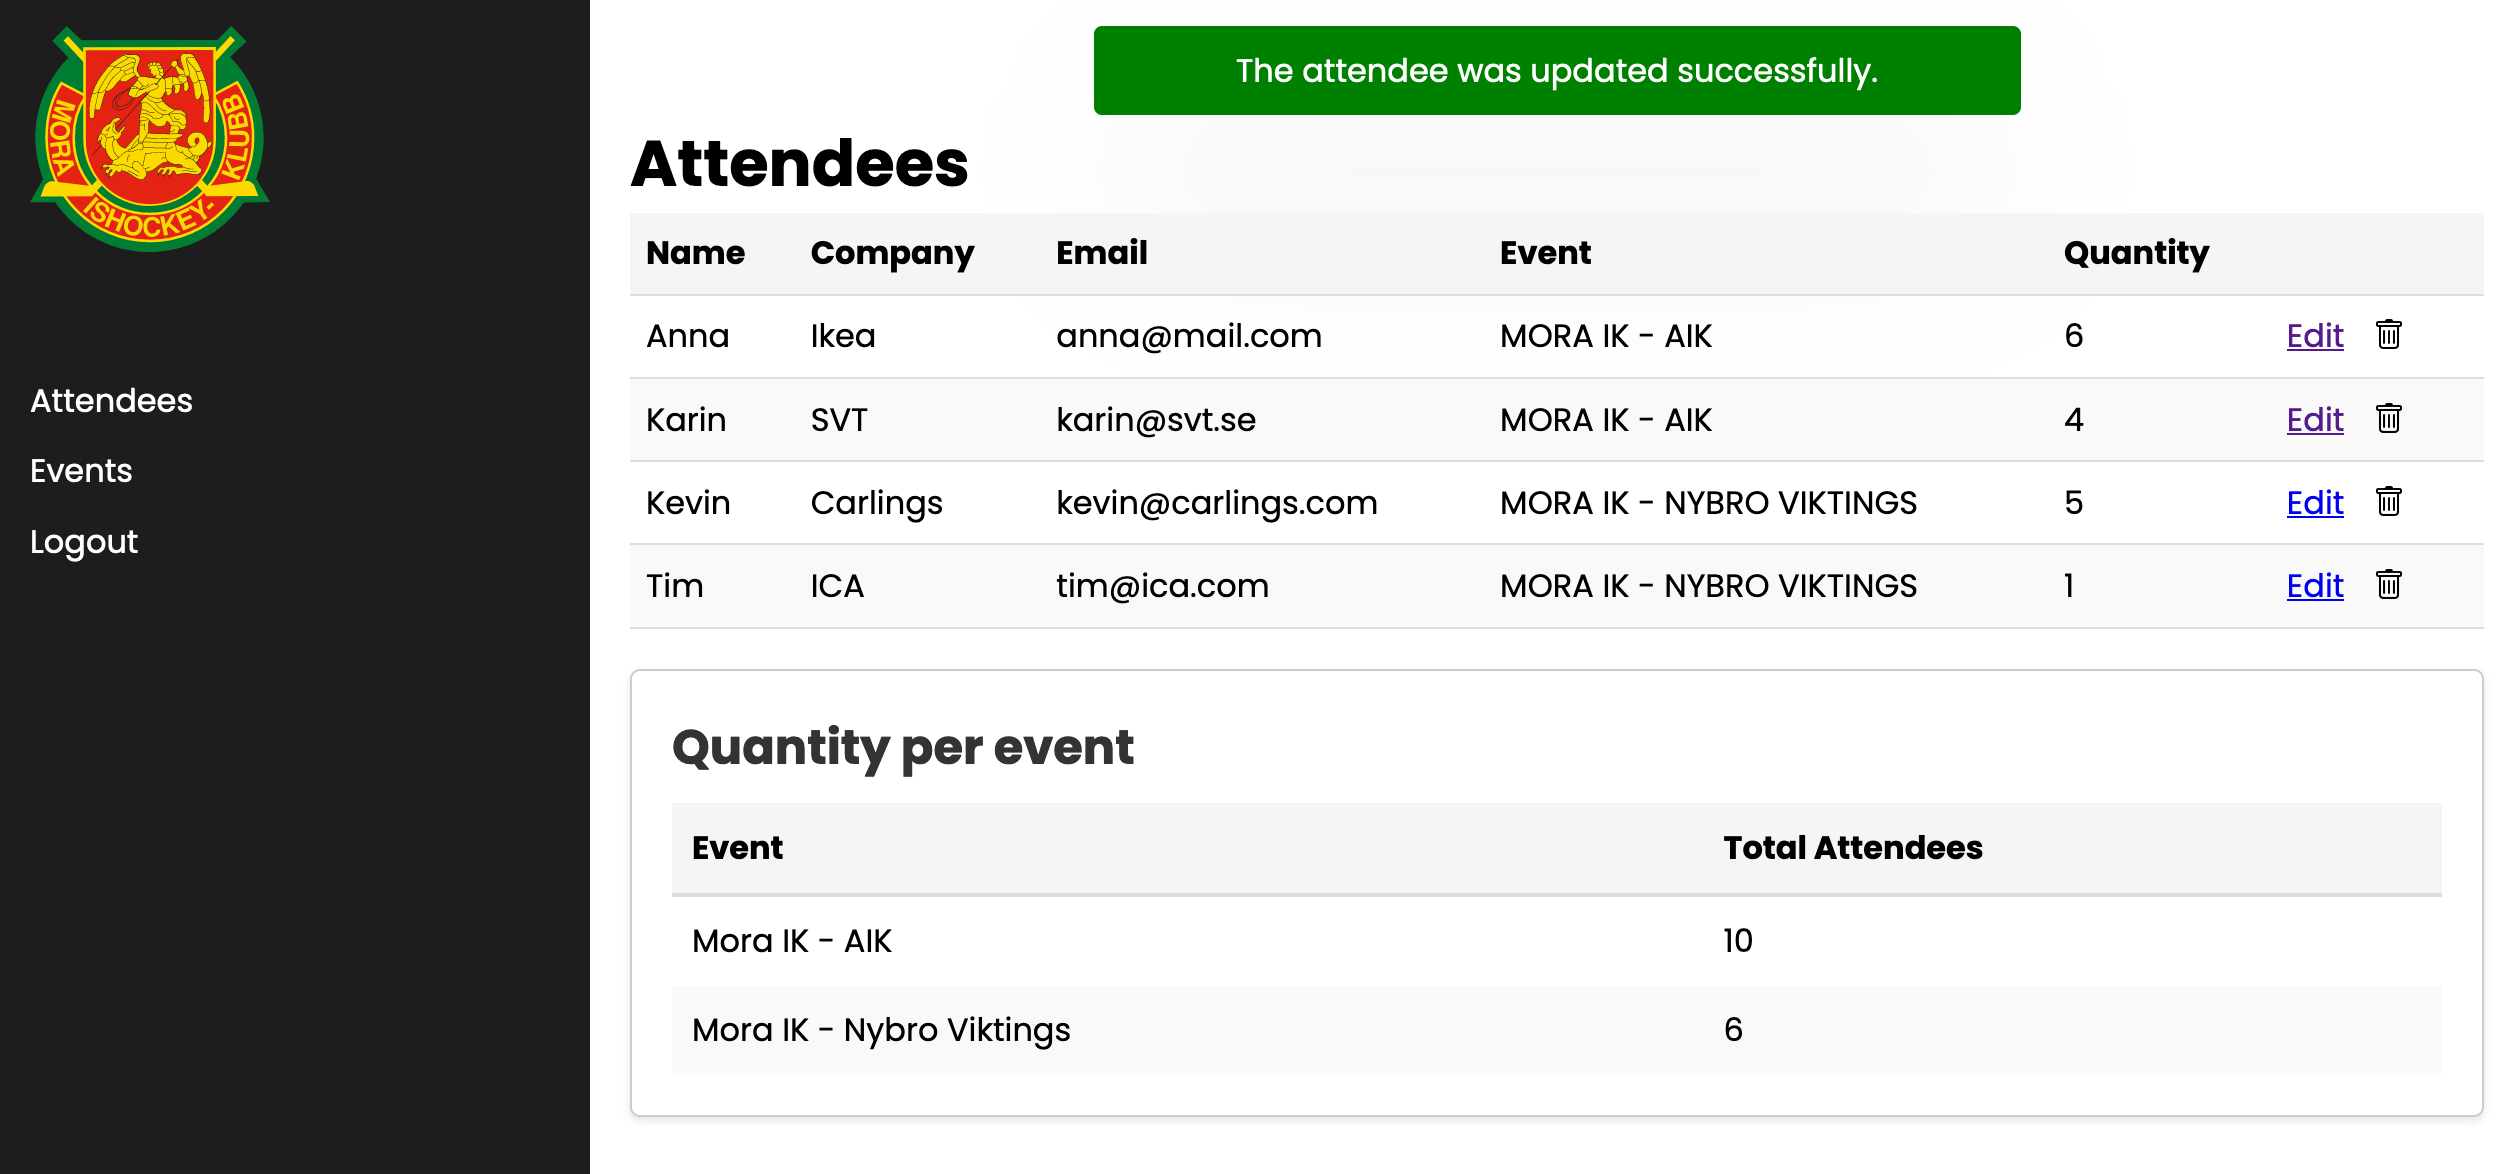 MORA ISHOCKEY- KLUBB
Attendees
Events
Logout
The attendee was updated successfully.
Attendees
Name Company Email Event Quantity
Anna Ikea anna@mail.com MORA IK - AIK 6 Edit
Karin SVT karin@svt.se MORA IK - AIK 4 Edit
Kevin Carlings kevin@carlings.com MORA IK - NYBRO VIKTINGS 5 Edit
Tim ICA tim@ica.com MORA IK - NYBRO VIKTINGS 1 Edit
Quantity per event
Event Total Attendees
Mora IK - AIK 10
Mora IK - Nybro Viktings 6